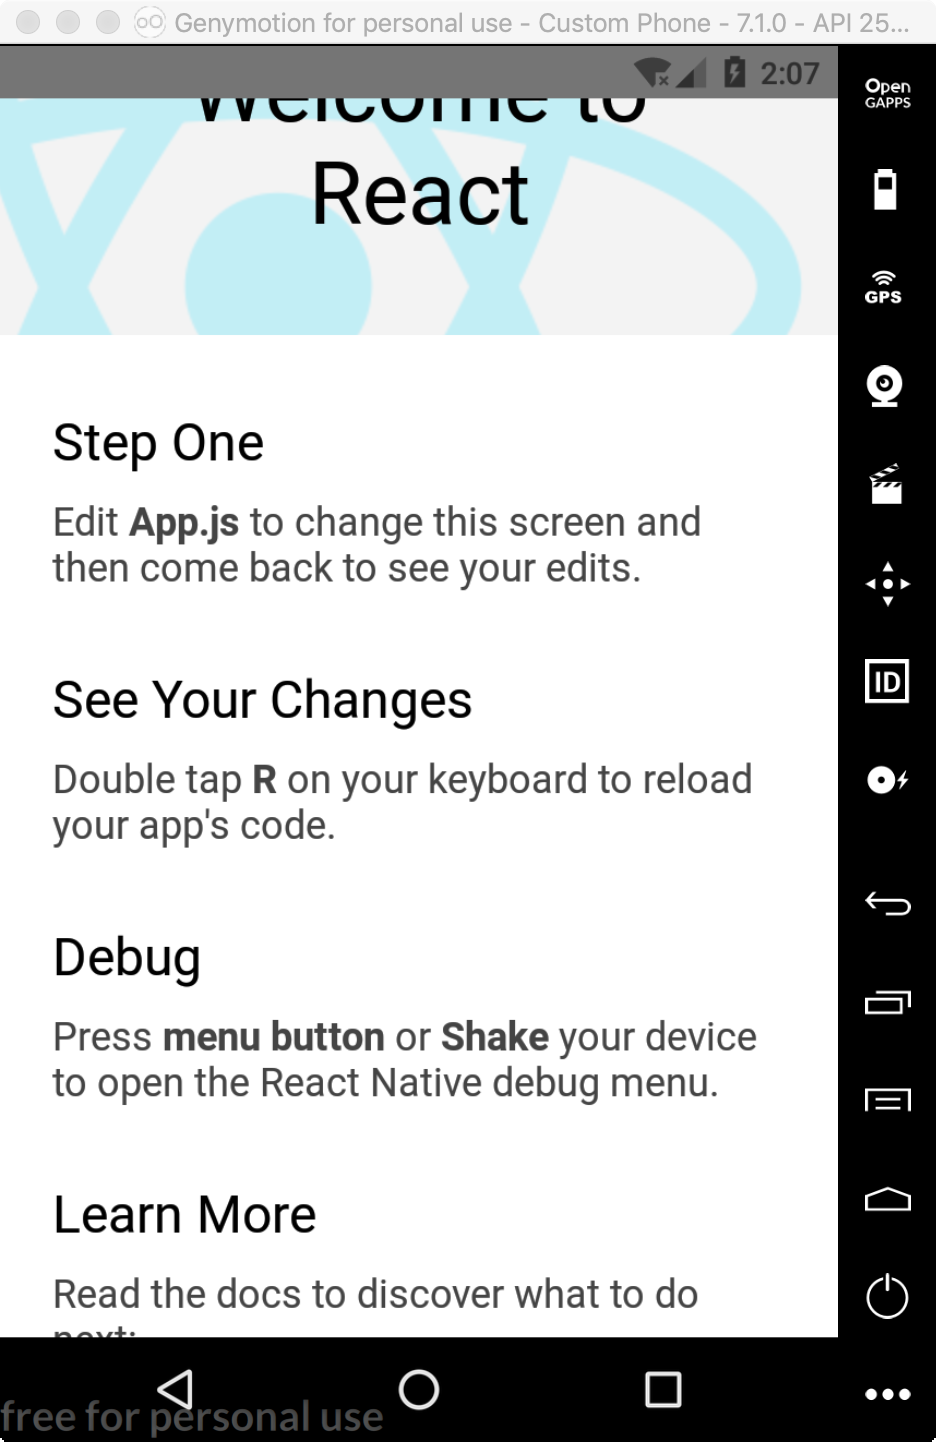 Genymotion for personal use - Custom Phone - 7.1.0 - API 25...
2:07
Open
GAPPS
Welcome to
React
GPS
Step One
Edit App.js to change this screen and
then come back to see your edits.
ID
See Your Changes
Double tap R on your keyboard to reload
your app's code.
Debug
Press menu button or Shake your device
to open the React Native debug menu.
Learn More
Read the docs to discover what to do
next:
free for personal use